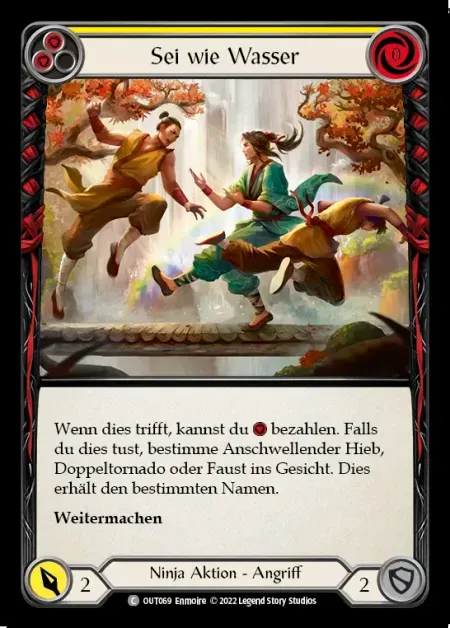 Sei wie Wasser
0
Wenn dies trifft, kannst du bezahlen. Falls
du dies tust, bestimme Anschwellender Hieb,
Doppeltornado oder Faust ins Gesicht. Dies
erhält den bestimmten Namen.
Weitermachen
2
Ninja Aktion - Angriff
2
C OUT069 Enmoire © 2022 Legend Story Studios